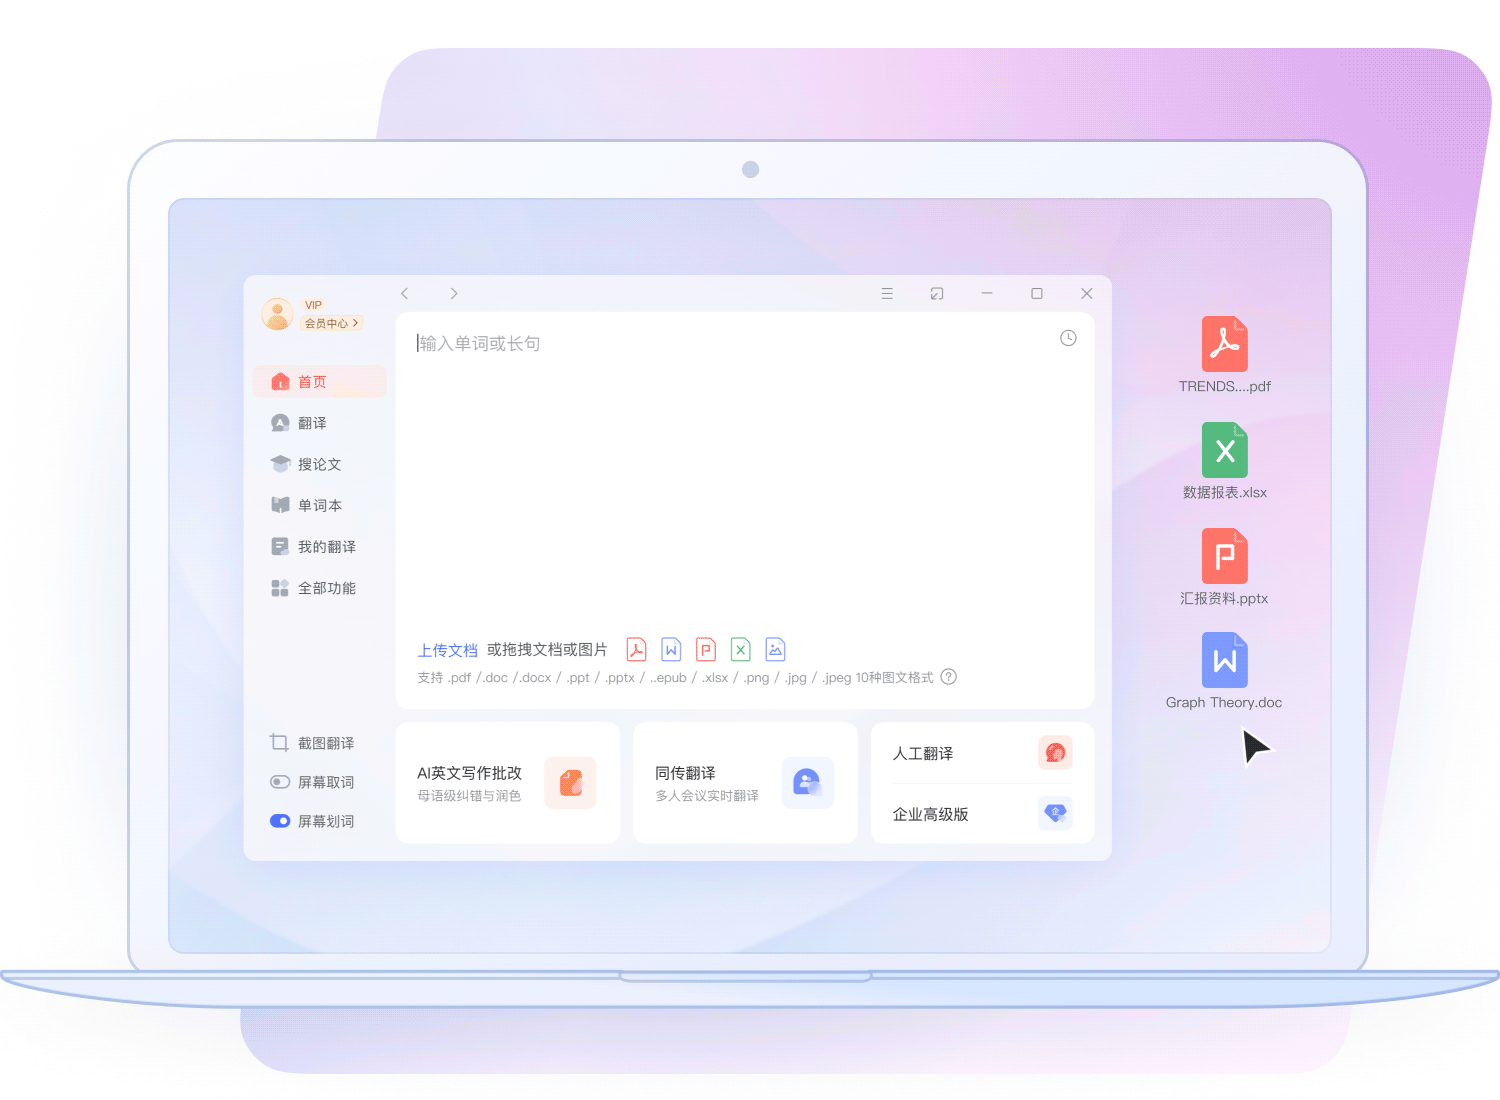 VIP
会员中心
首页
翻译
搜论文
单词本
我的翻译
全部功能
截图翻译
屏幕取词
屏幕划词
输入单词或长句
上传文档 或拖拽文档或图片
支持 .pdf /.doc /.docx / .ppt / .pptx / ..epub / .xlsx / .png / .jpg / .jpeg 10种图文格式
AI英文写作批改
母语级纠错与润色
同传翻译
多人会议实时翻译
人工翻译
企业高级版
企
TRENDS....pdf
X
数据报表.xlsx
P
汇报资料.pptx
W
Graph Theory.doc